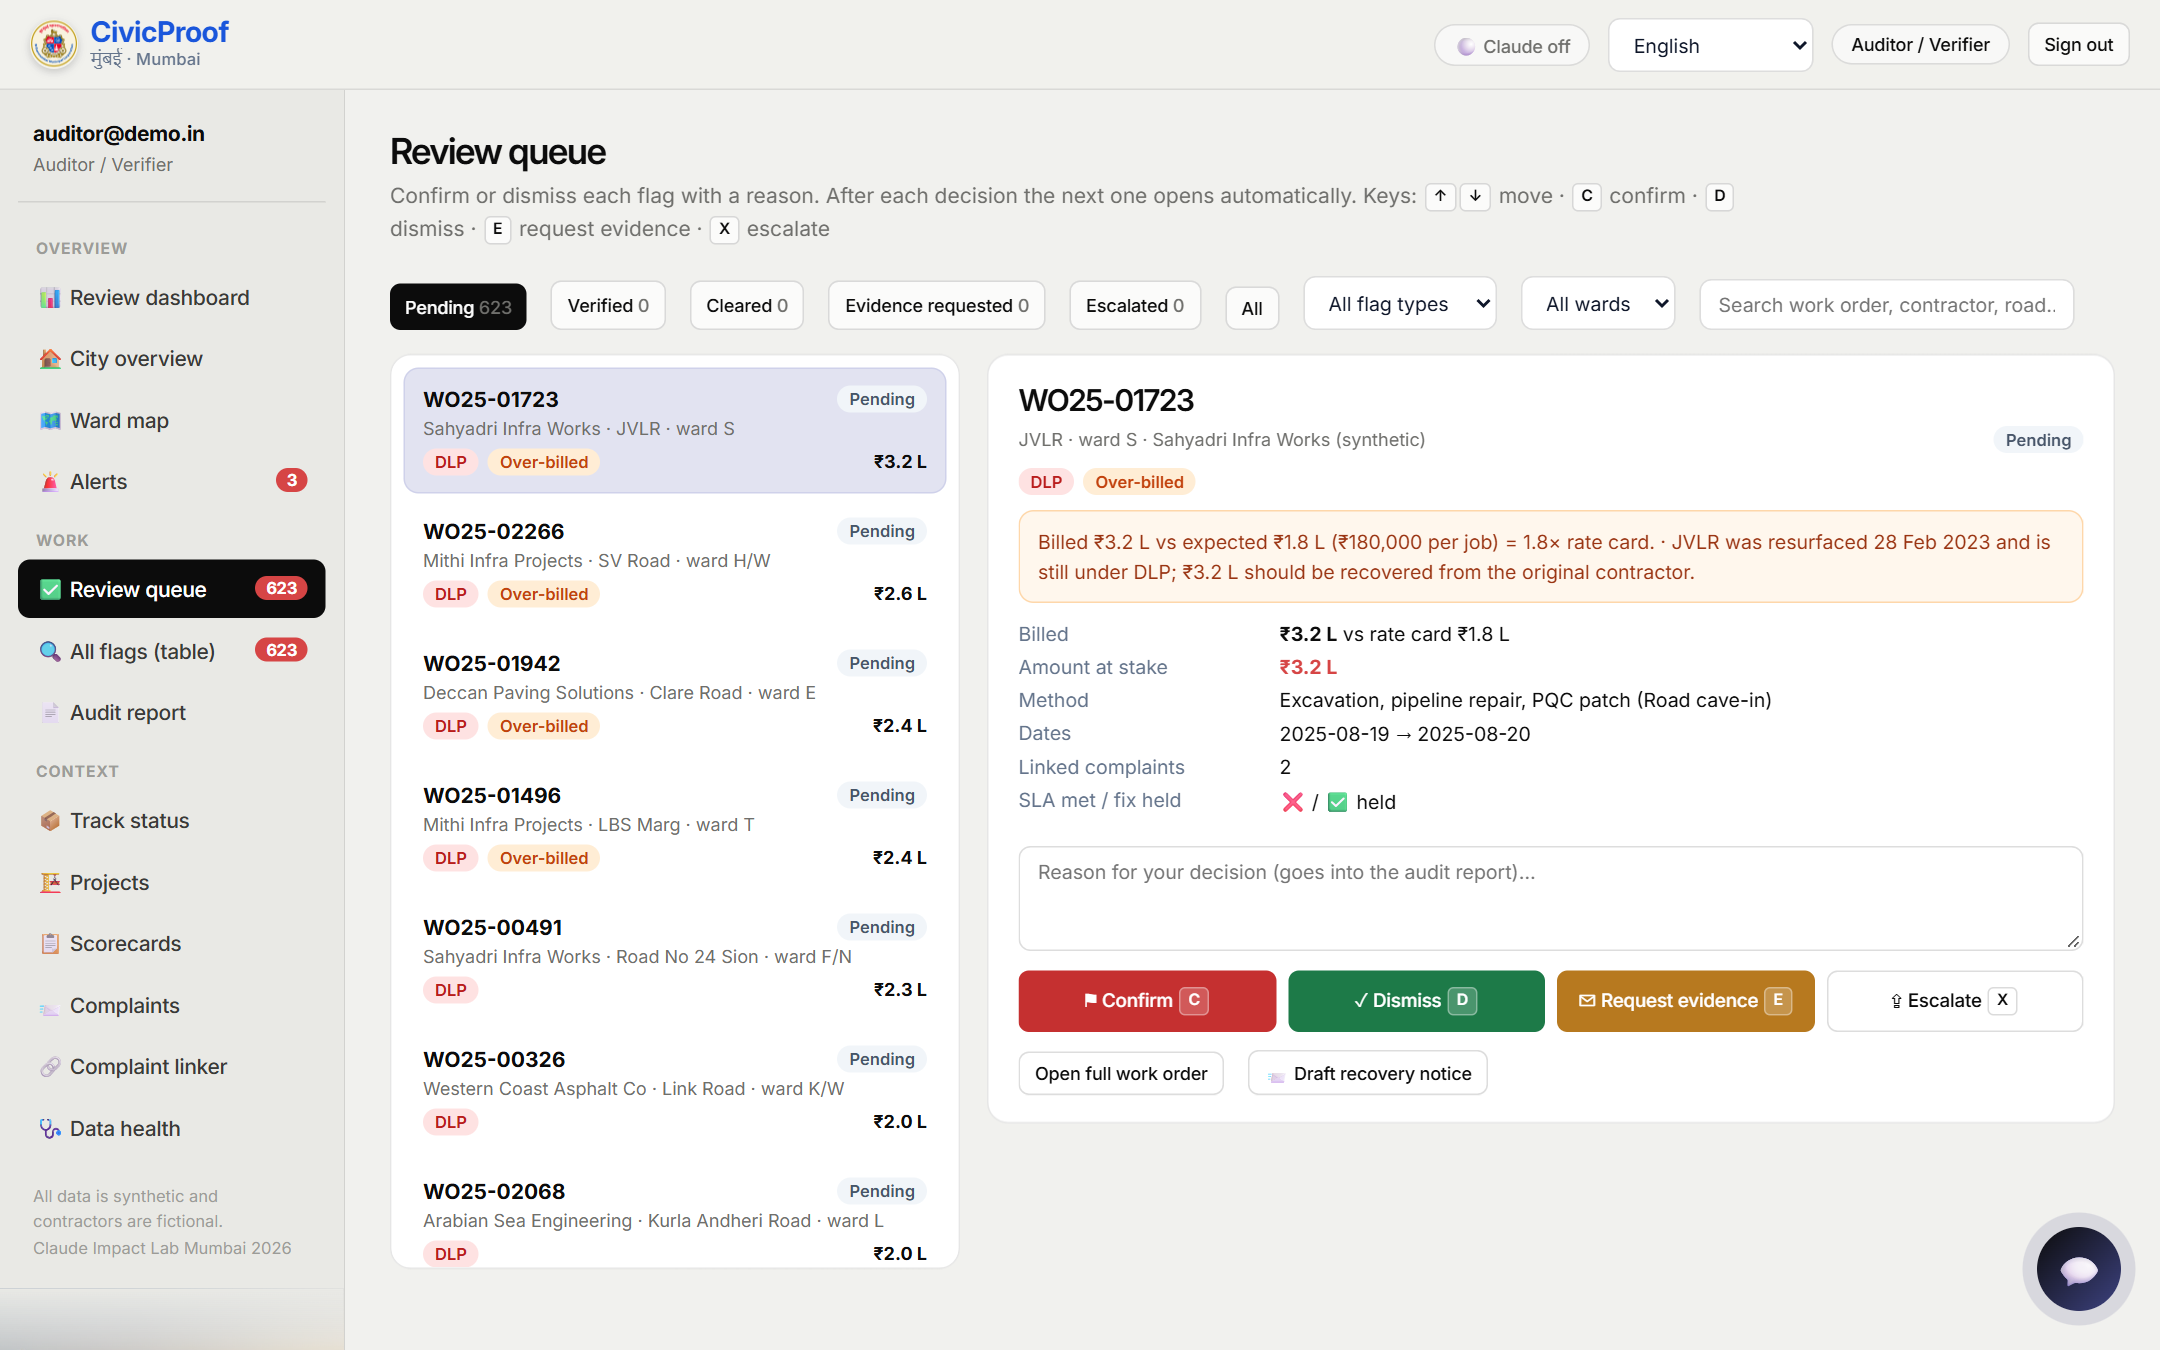 CivicProof
मुंबई · Mumbai
Claude off
English
Auditor / Verifier
Sign out
auditor@demo.in
Auditor / Verifier
OVERVIEW
Review dashboard
City overview
Ward map
Alerts 3
WORK
Review queue 623
All flags (table) 623
Audit report
CONTEXT
Track status
Projects
Scorecards
Complaints
Complaint linker
Data health
All data is synthetic and
contractors are fictional.
Claude Impact Lab Mumbai 2026
Review queue
Confirm or dismiss each flag with a reason. After each decision the next one opens automatically. Keys: ↑ ↓ move · C confirm · D
dismiss · E request evidence · X escalate
Pending 623
Verified 0
Cleared 0
Evidence requested 0
Escalated 0
All
All flag types
All wards
Search work order, contractor, road..
WO25-01723 Pending
Sahyadri Infra Works · JVLR · ward S
DLP Over-billed ₹3.2 L
WO25-02266 Pending
Mithi Infra Projects · SV Road · ward H/W
DLP Over-billed ₹2.6 L
WO25-01942 Pending
Deccan Paving Solutions · Clare Road · ward E
DLP Over-billed ₹2.4 L
WO25-01496 Pending
Mithi Infra Projects · LBS Marg · ward T
DLP Over-billed ₹2.4 L
WO25-00491 Pending
Sahyadri Infra Works · Road No 24 Sion · ward F/N
DLP ₹2.3 L
WO25-00326 Pending
Western Coast Asphalt Co · Link Road · ward K/W
DLP ₹2.0 L
WO25-02068 Pending
Arabian Sea Engineering · Kurla Andheri Road · ward L
DLP ₹2.0 L
WO25-01723
JVLR · ward S · Sahyadri Infra Works (synthetic) Pending
DLP Over-billed
Billed ₹3.2 L vs expected ₹1.8 L (₹180,000 per job) = 1.8× rate card. · JVLR was resurfaced 28 Feb 2023 and is
still under DLP; ₹3.2 L should be recovered from the original contractor.
Billed ₹3.2 L vs rate card ₹1.8 L
Amount at stake ₹3.2 L
Method Excavation, pipeline repair, PQC patch (Road cave-in)
Dates 2025-08-19 → 2025-08-20
Linked complaints 2
SLA met / fix held ❌ / ✅ held
Reason for your decision (goes into the audit report)...
⚑ Confirm C
✓ Dismiss D
✉ Request evidence E
⇪ Escalate X
Open full work order
Draft recovery notice